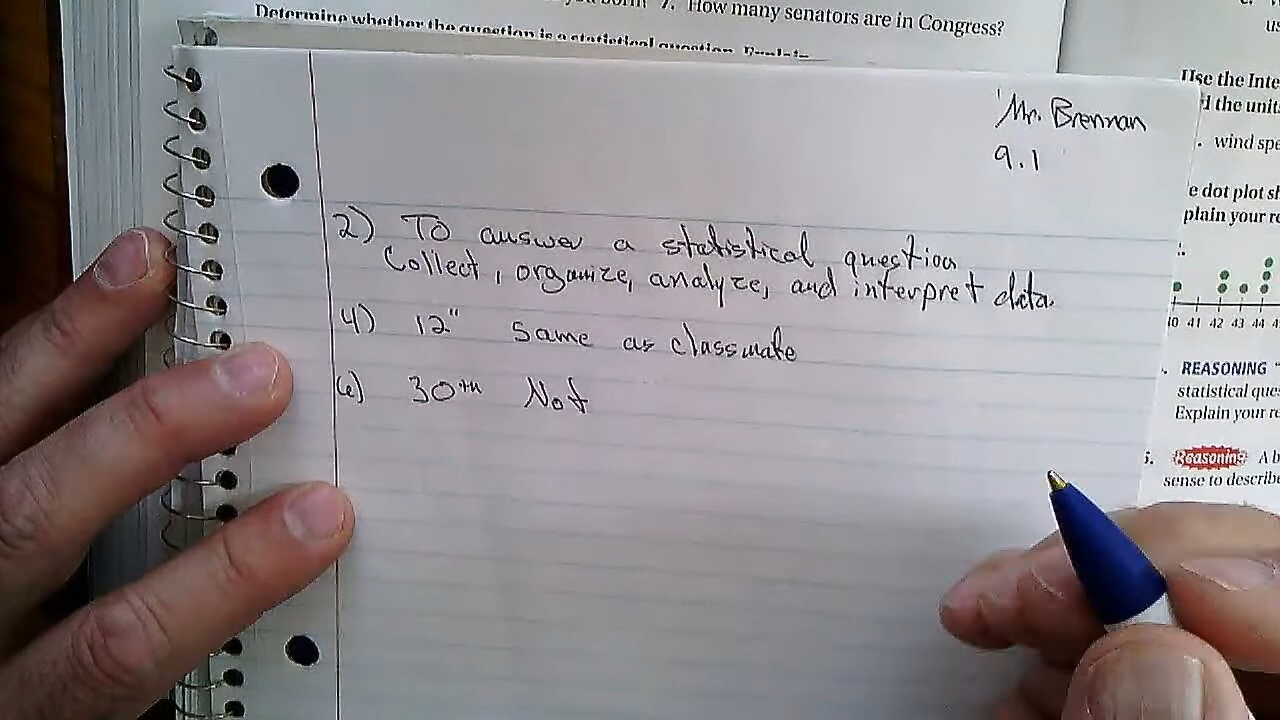 7. How many senators are in Congress?
Determine whether the question is a statistical question. Explain
Mr. Brennan
9.1
2) To answer a statistical question
Collect, organize, analyze, and interpret data.
4) 12" same as classmate
6) 30th Not
Use the Inte
d the unit
. wind spe
e dot plot sh
plain your re
40 41 42 43 44 4
REASONING "
statistical ques
Explain your re
5. Reasoning A b
sense to describe